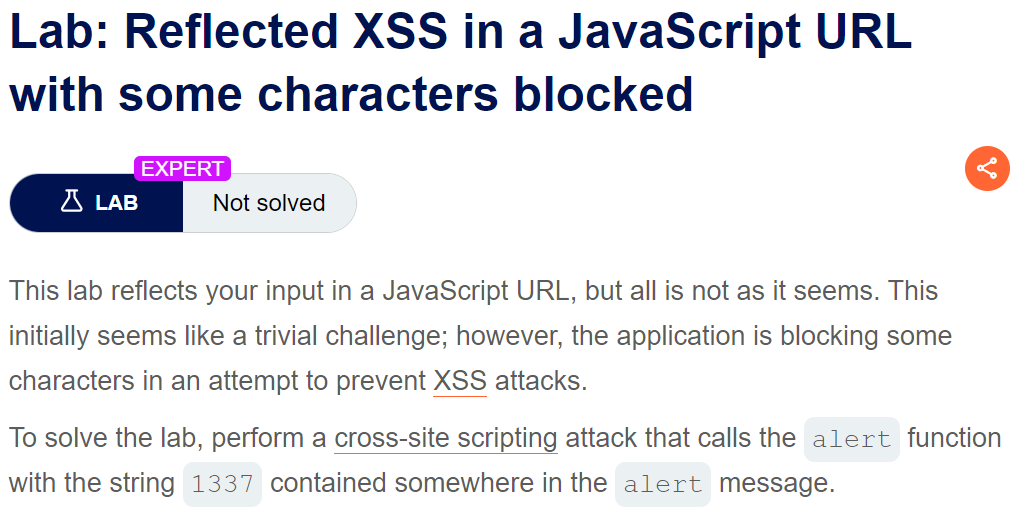 Lab: Reflected XSS in a JavaScript URL
with some characters blocked
EXPERT
LAB
Not solved
This lab reflects your input in a JavaScript URL, but all is not as it seems. This
initially seems like a trivial challenge; however, the application is blocking some
characters in an attempt to prevent XSS attacks.
To solve the lab, perform a cross-site scripting attack that calls the alert function
with the string 1337 contained somewhere in the alert message.